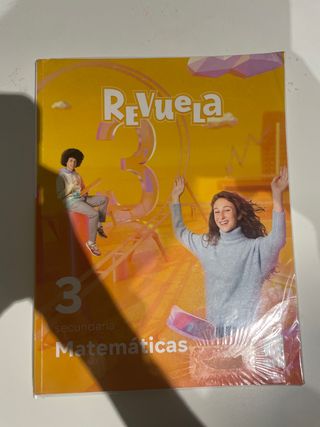 REVueLa
3
3
secundaria
Matemáticas